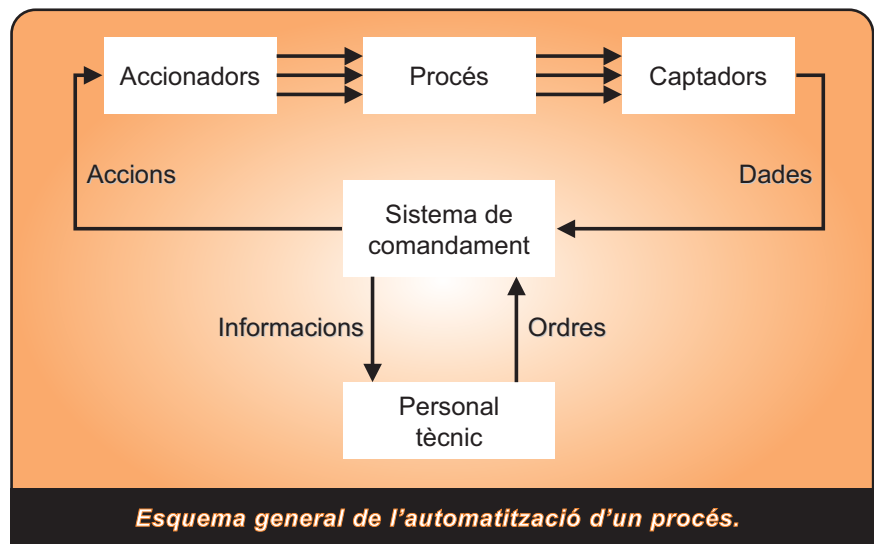 Accionadors
Procés
Captadors
Accions
Dades
Sistema de
comandament
Informacions
Ordres
Personal
tècnic
Esquema general de l’automatització d’un procés.